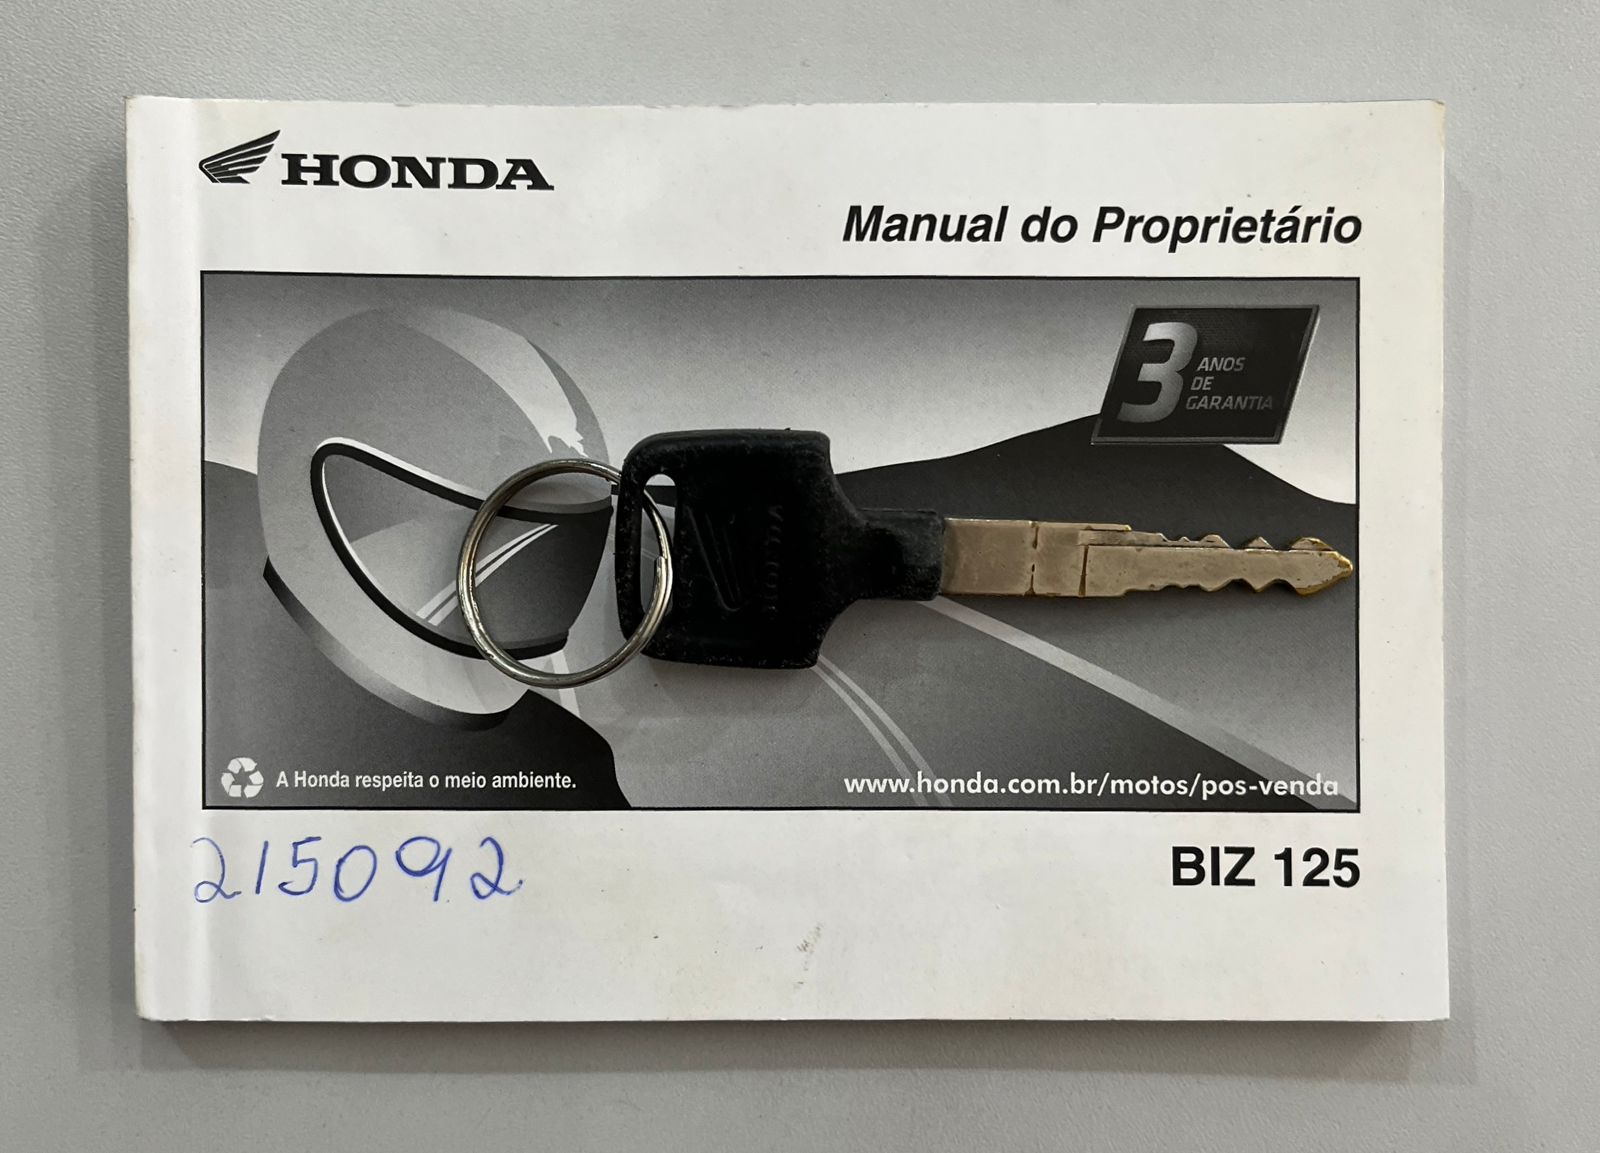 HONDA
Manual do Proprietário
3 ANOS
DE
GARANTIA
HONDA
A Honda respeita o meio ambiente.
www.honda.com.br/motos/pos-venda
215092
BIZ 125